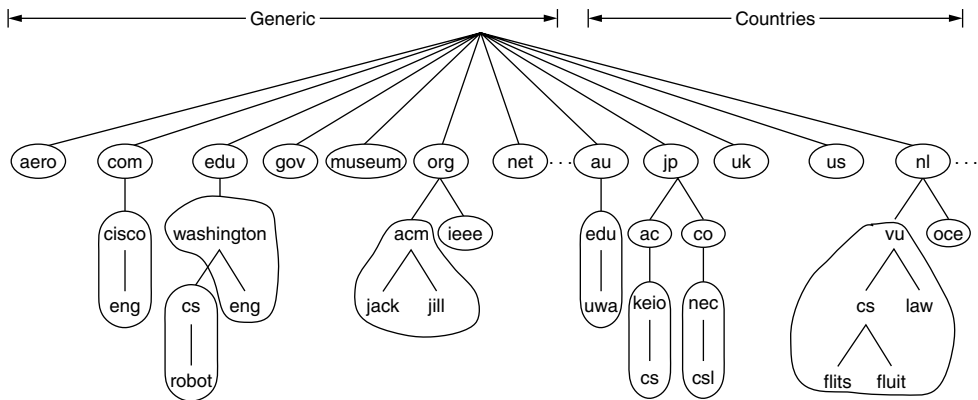 Generic Countries
aero com edu gov museum org net ... au jp uk us nl ....
cisco washington acm ieee edu ac co vu oce
eng cs eng jack jill uwa keio nec cs law
robot cs csl flits fluit